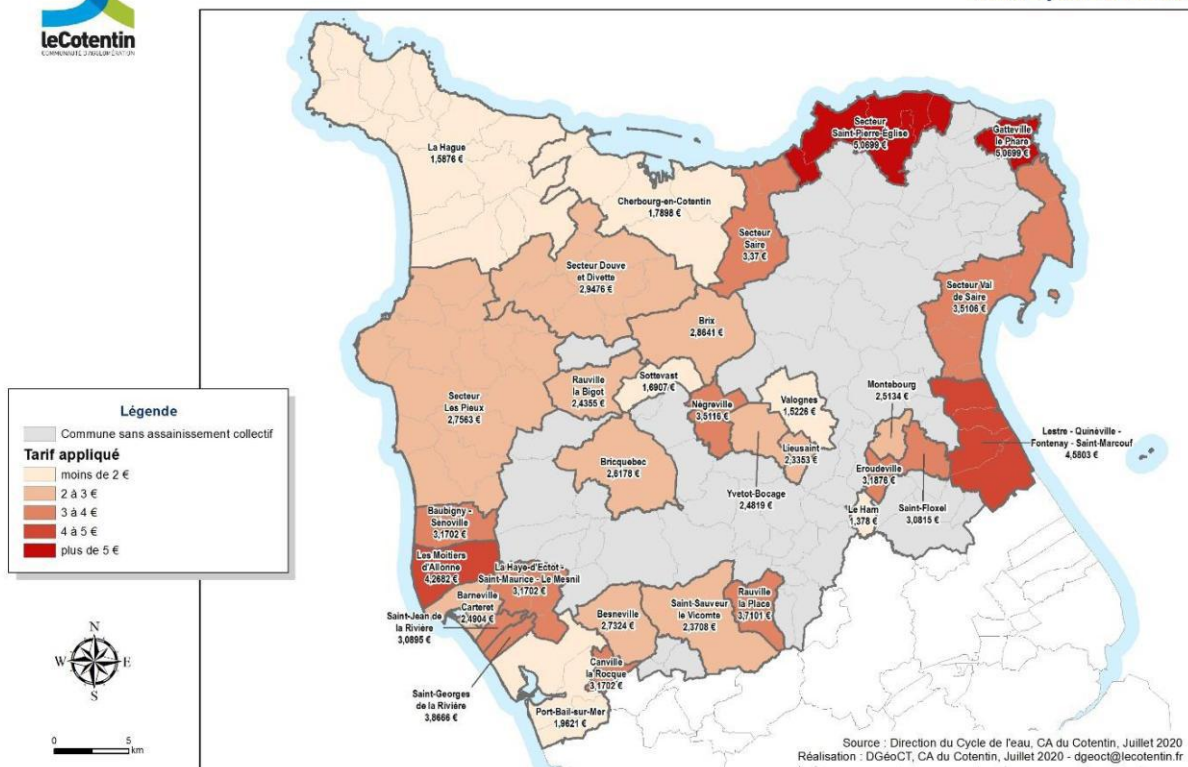 leCotentin
COMMUNAUTÉ D'AGGLOMÉRATION
La Hague
1,5876 €
Cherbourg-en-Cotentin
1,7898 €
Secteur
Saint-Pierre-Église
5,0699 €
Gatteville
le Phare
5,0699 €
Secteur
Saire
3,37 €
Secteur Douve
et Divette
2,9476 €
Secteur Val
de Saire
3,5106 €
Brix
2,8641 €
Sottevast
1,6907 €
Rauville
la Bigot
2,4355 €
Négreville
3,5115 €
Valognes
1,5226 €
Montebourg
2,5134 €
Secteur
Les Pieux
2,7563 €
Lieusaint
2,3353 €
Lestre - Quinéville -
Fontenay - Saint-Marcouf
4,5803 €
Bricquebec
2,8178 €
Yvetot-Bocage
2,4819 €
Eroudeville
3,1876 €
Le Ham
1,378 €
Saint-Floxel
3,0815 €
Baubigny -
Senoville
3,1702 €
Les Moitiers
d'Allonne
4,2682 €
La Haye-d'Ectot -
Saint-Maurice - Le Mesnil
3,1702 €
Barneville
Carteret
2,4904 €
Saint-Jean de
la Rivière
3,0895 €
Besneville
2,7324 €
Saint-Sauveur
le Vicomte
2,3708 €
Rauville
la Place
3,7101 €
Canville
la Rocque
3,1702 €
Saint-Georges
de la Rivière
3,8666 €
Port-Bail-sur-Mer
1,9621 €
Légende
Commune sans assainissement collectif
Tarif appliqué
moins de 2 €
2 à 3 €
3 à 4 €
4 à 5 €
plus de 5 €
N
W E
S
0 5
km
Source : Direction du Cycle de l'eau, CA du Cotentin, Juillet 2020
Réalisation : DGéoCT, CA du Cotentin, Juillet 2020 - dgeoct@lecotentin.fr